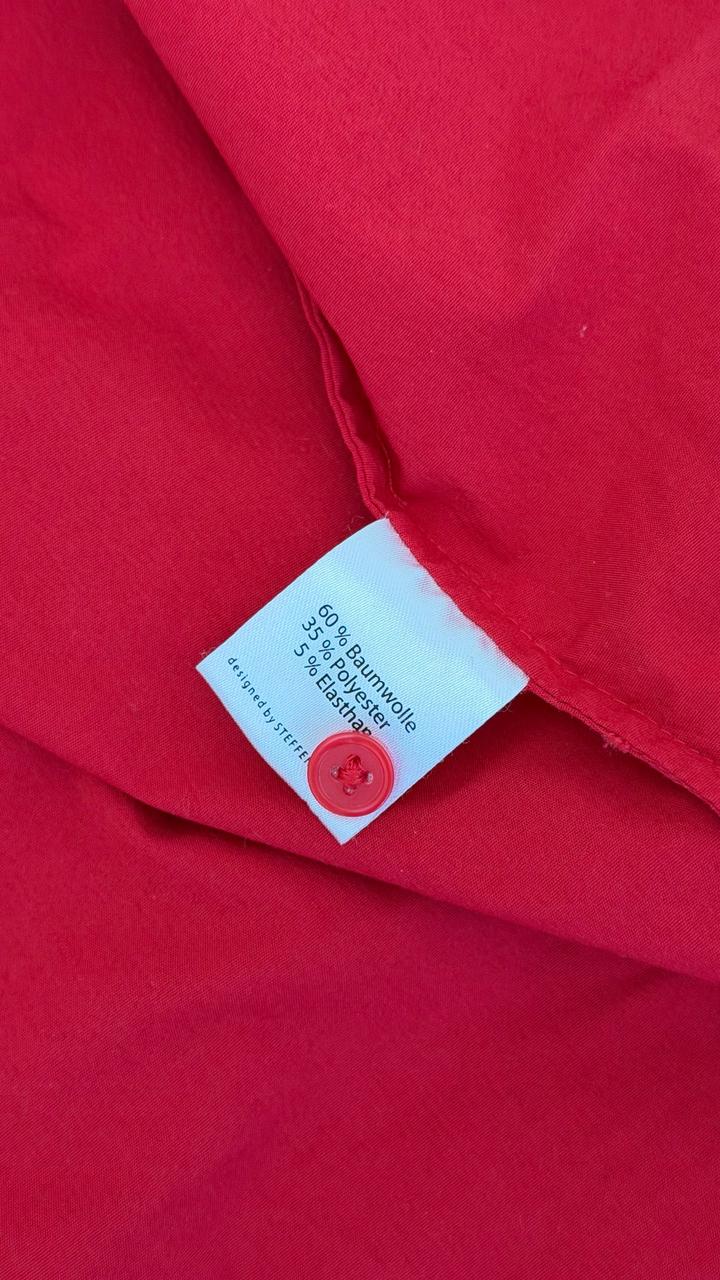 60 % Baumwolle
35 % Polyester
5 % Elasthan
designed by